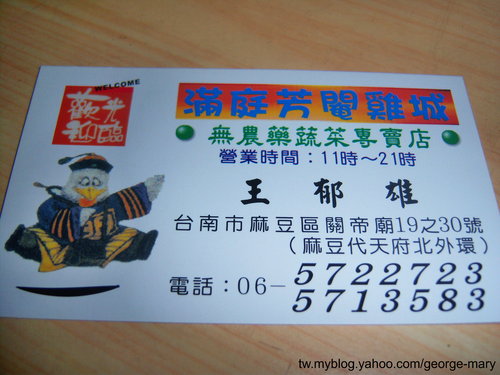 WELCOME
歡迎光臨
滿庭芳閹雞城
無農藥蔬菜專賣店
營業時間：11時～21時
王郁雄
台南市麻豆區關帝廟19之30號
（麻豆代天府北外環）
電話：06-5722723
5713583
tw.myblog.yahoo.com/george-mary